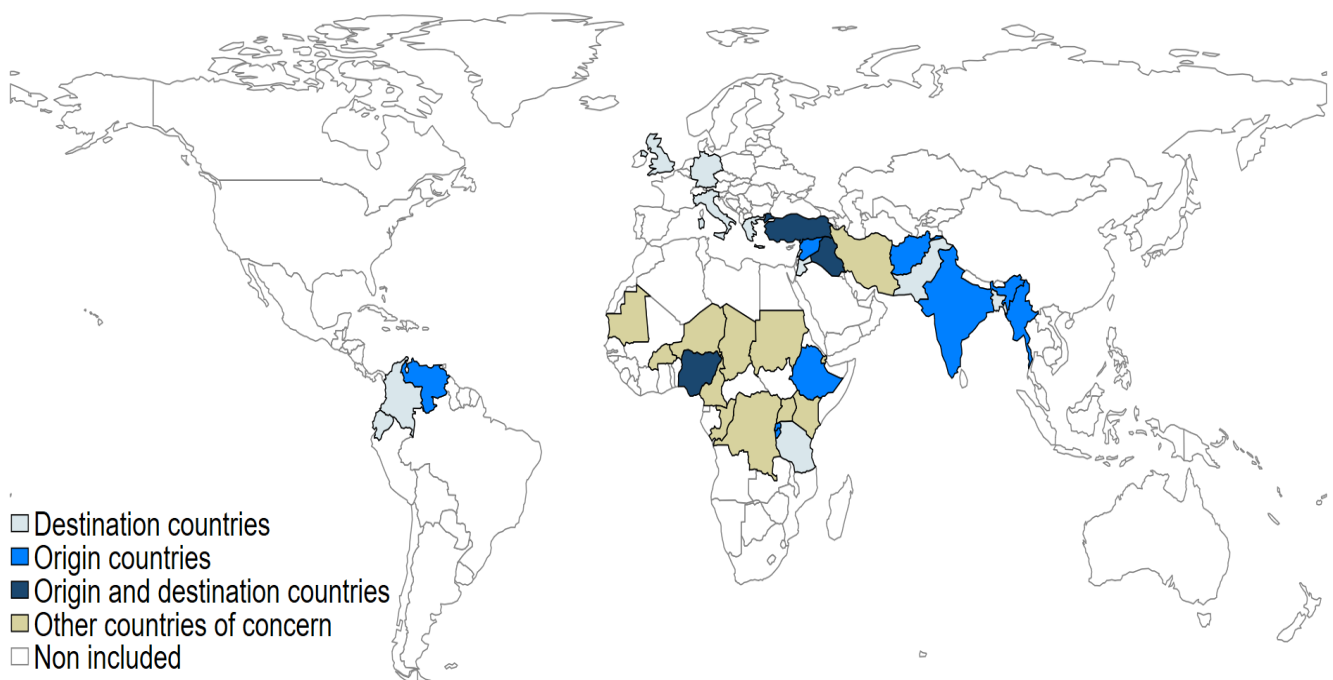 Destination countries
Origin countries
Origin and destination countries
Other countries of concern
Non included